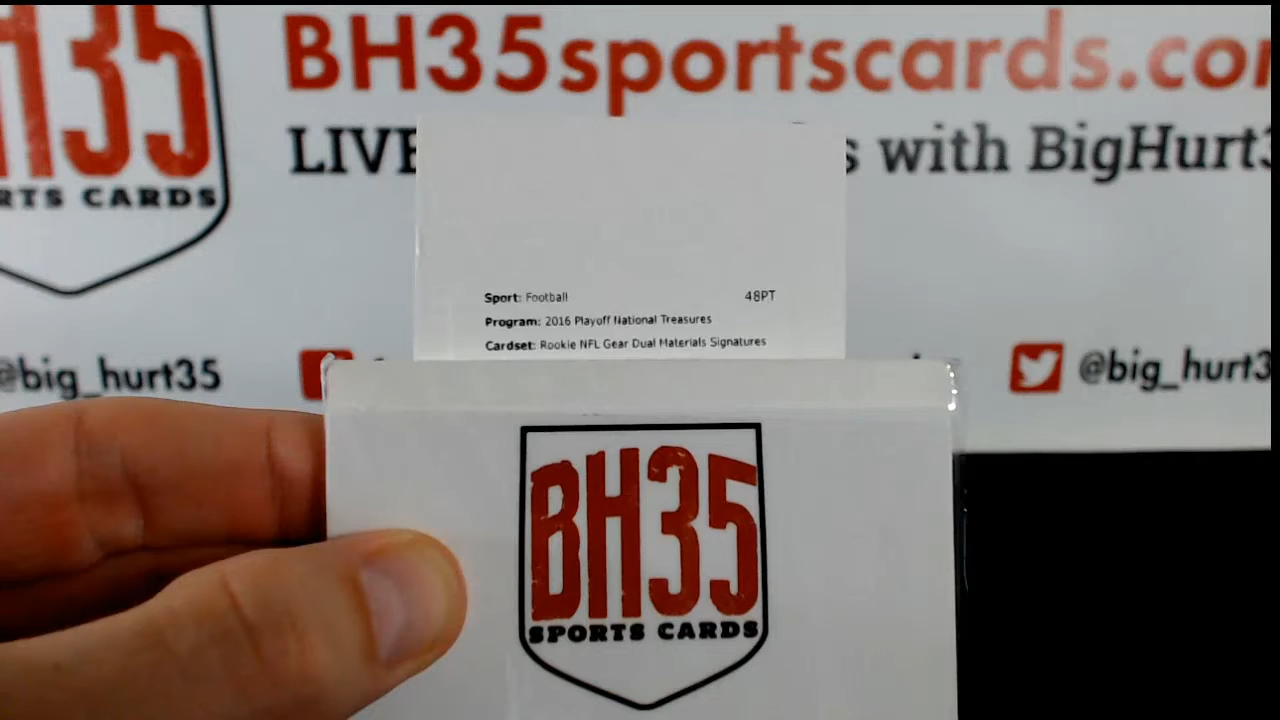 H35
RTS CARDS
BH35sportscards.co
LIVE
s with BigHurt3
@big_hurt35
@big_hurt3
Sport: Football
48PT
Program: 2016 Playoff National Treasures
Cardset: Rookie NFL Gear Dual Materials Signatures
BH35
SPORTS CARDS